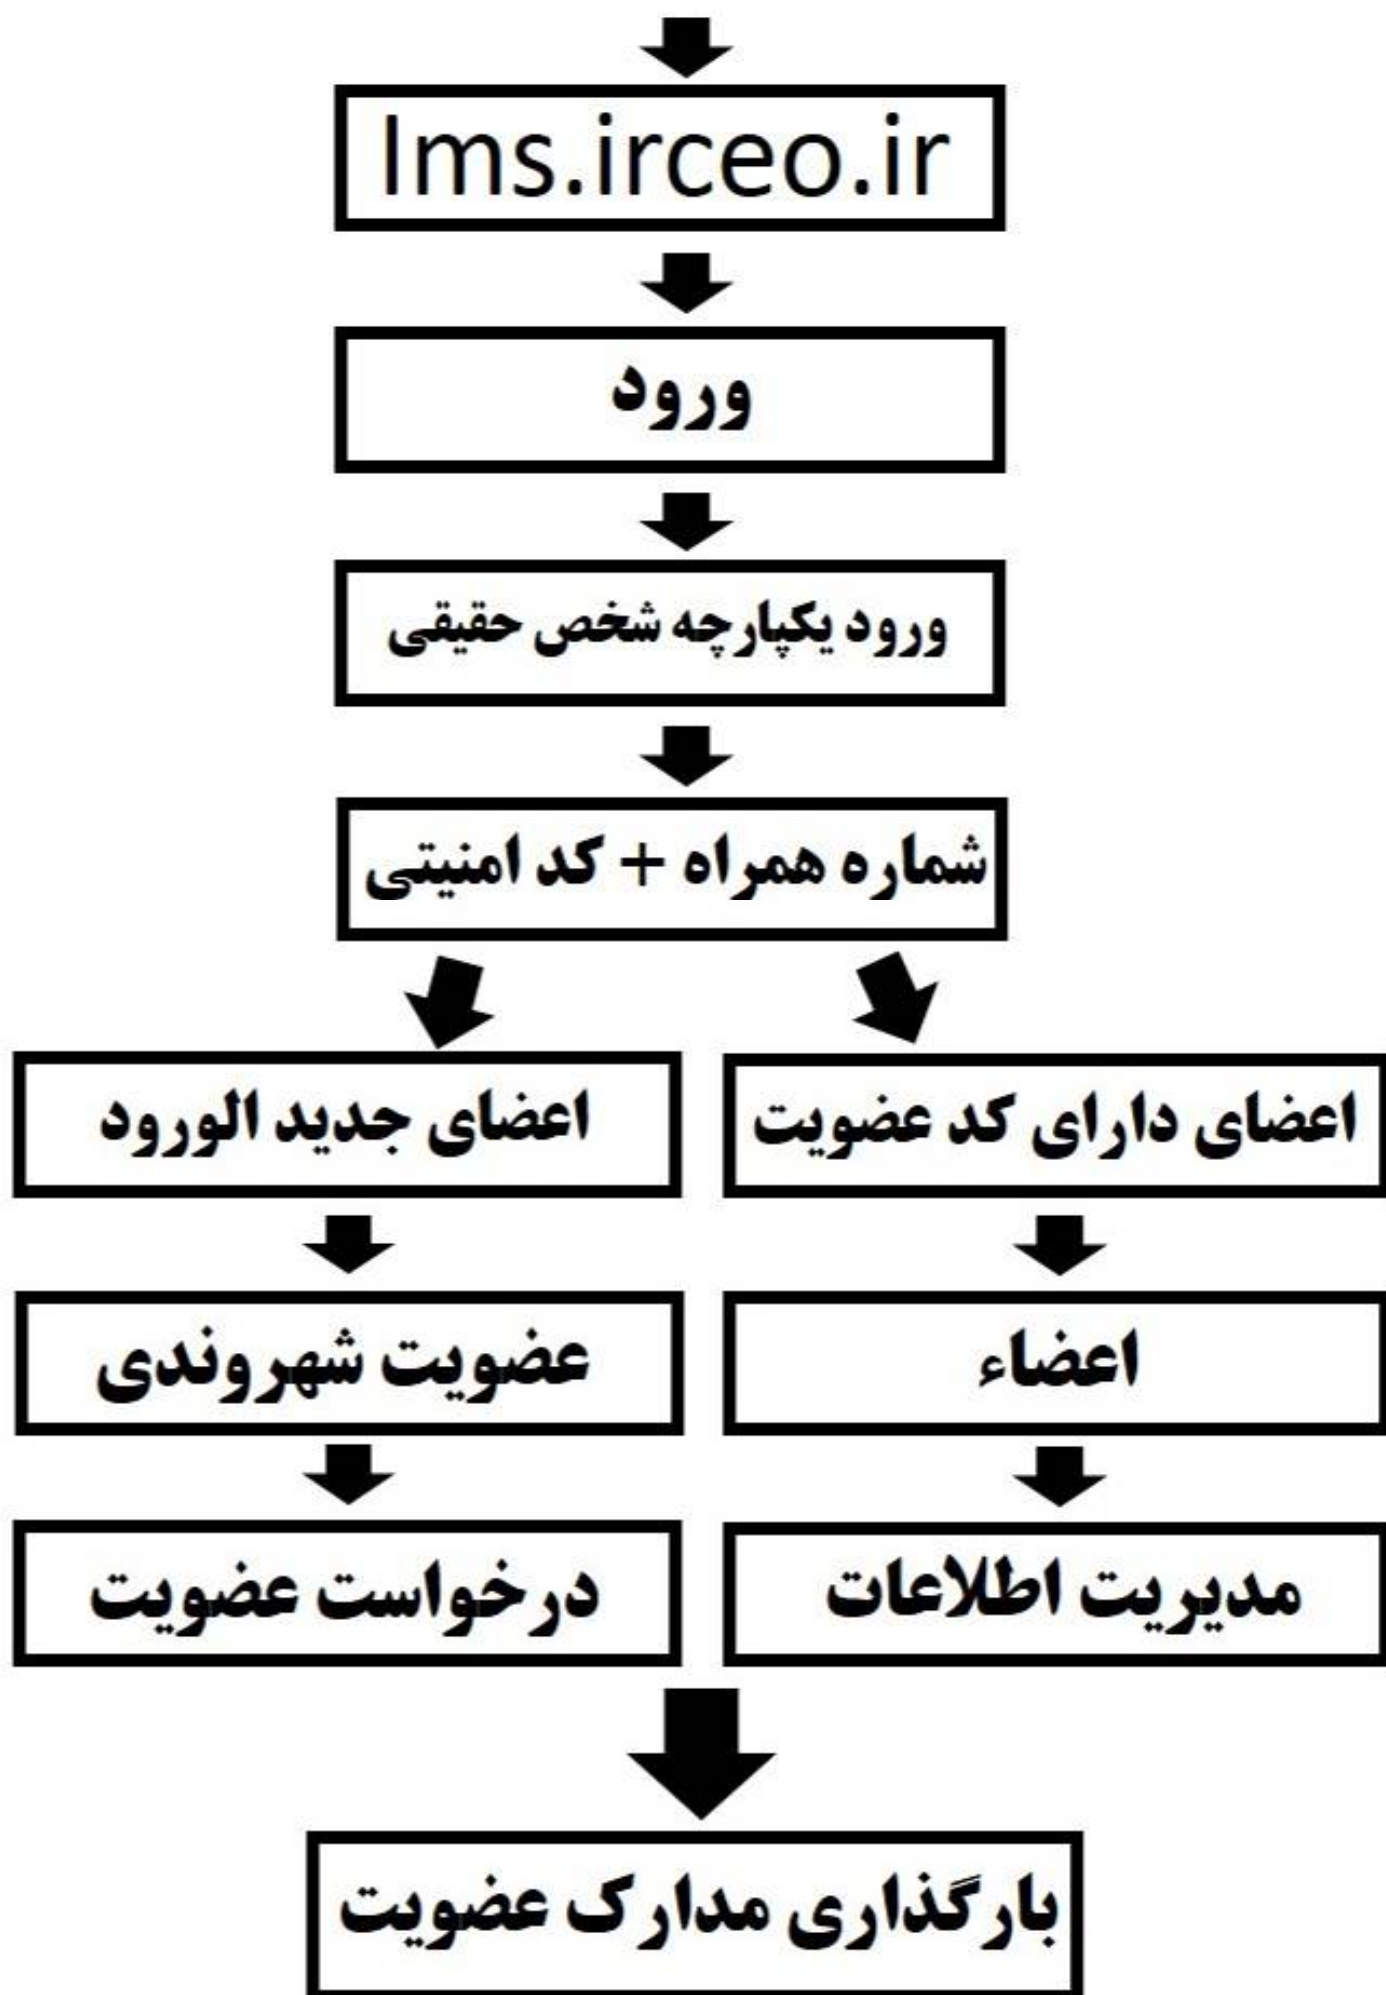 lms.irceo.ir
ورود
ورود یکپارچه شخص حقیقی
شماره همراه + کد امنیتی
اعضای دارای کد عضویت
اعضای جدید الورود
اعضاء
عضویت شهروندی
مدیریت اطلاعات
درخواست عضویت
بارگذاری مدارک عضویت